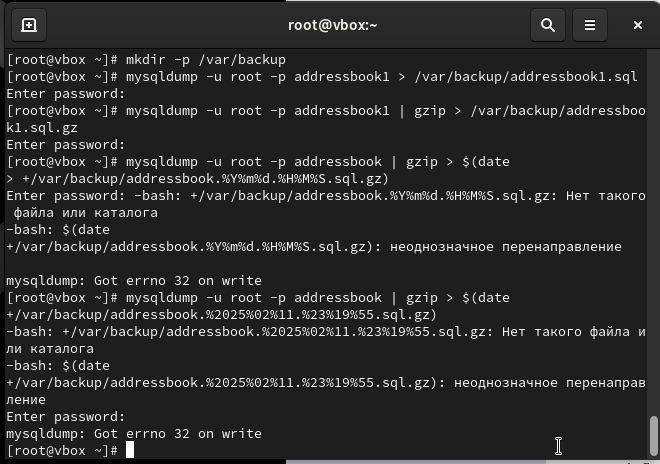 root@vbox:~
[root@vbox ~]# mkdir -p /var/backup
[root@vbox ~]# mysqldump -u root -p addressbook1 > /var/backup/addressbook1.sql
Enter password:
[root@vbox ~]# mysqldump -u root -p addressbook1 | gzip > /var/backup/addressboo
k1.sql.gz
Enter password:
[root@vbox ~]# mysqldump -u root -p addressbook | gzip > $(date
> +/var/backup/addressbook.%Y%m%d.%H%M%S.sql.gz)
Enter password: -bash: +/var/backup/addressbook.%Y%m%d.%H%M%S.sql.gz: Нет такого
 файла или каталога
-bash: $(date
+/var/backup/addressbook.%Y%m%d.%H%M%S.sql.gz): неоднозначное перенаправление
mysqldump: Got errno 32 on write
[root@vbox ~]# mysqldump -u root -p addressbook | gzip > $(date
+/var/backup/addressbook.%2025%02%11.%23%19%55.sql.gz)
-bash: +/var/backup/addressbook.%2025%02%11.%23%19%55.sql.gz: Нет такого файла и
ли каталога
-bash: $(date
+/var/backup/addressbook.%2025%02%11.%23%19%55.sql.gz): неоднозначное перенаправ
ление
Enter password:
mysqldump: Got errno 32 on write
[root@vbox ~]#